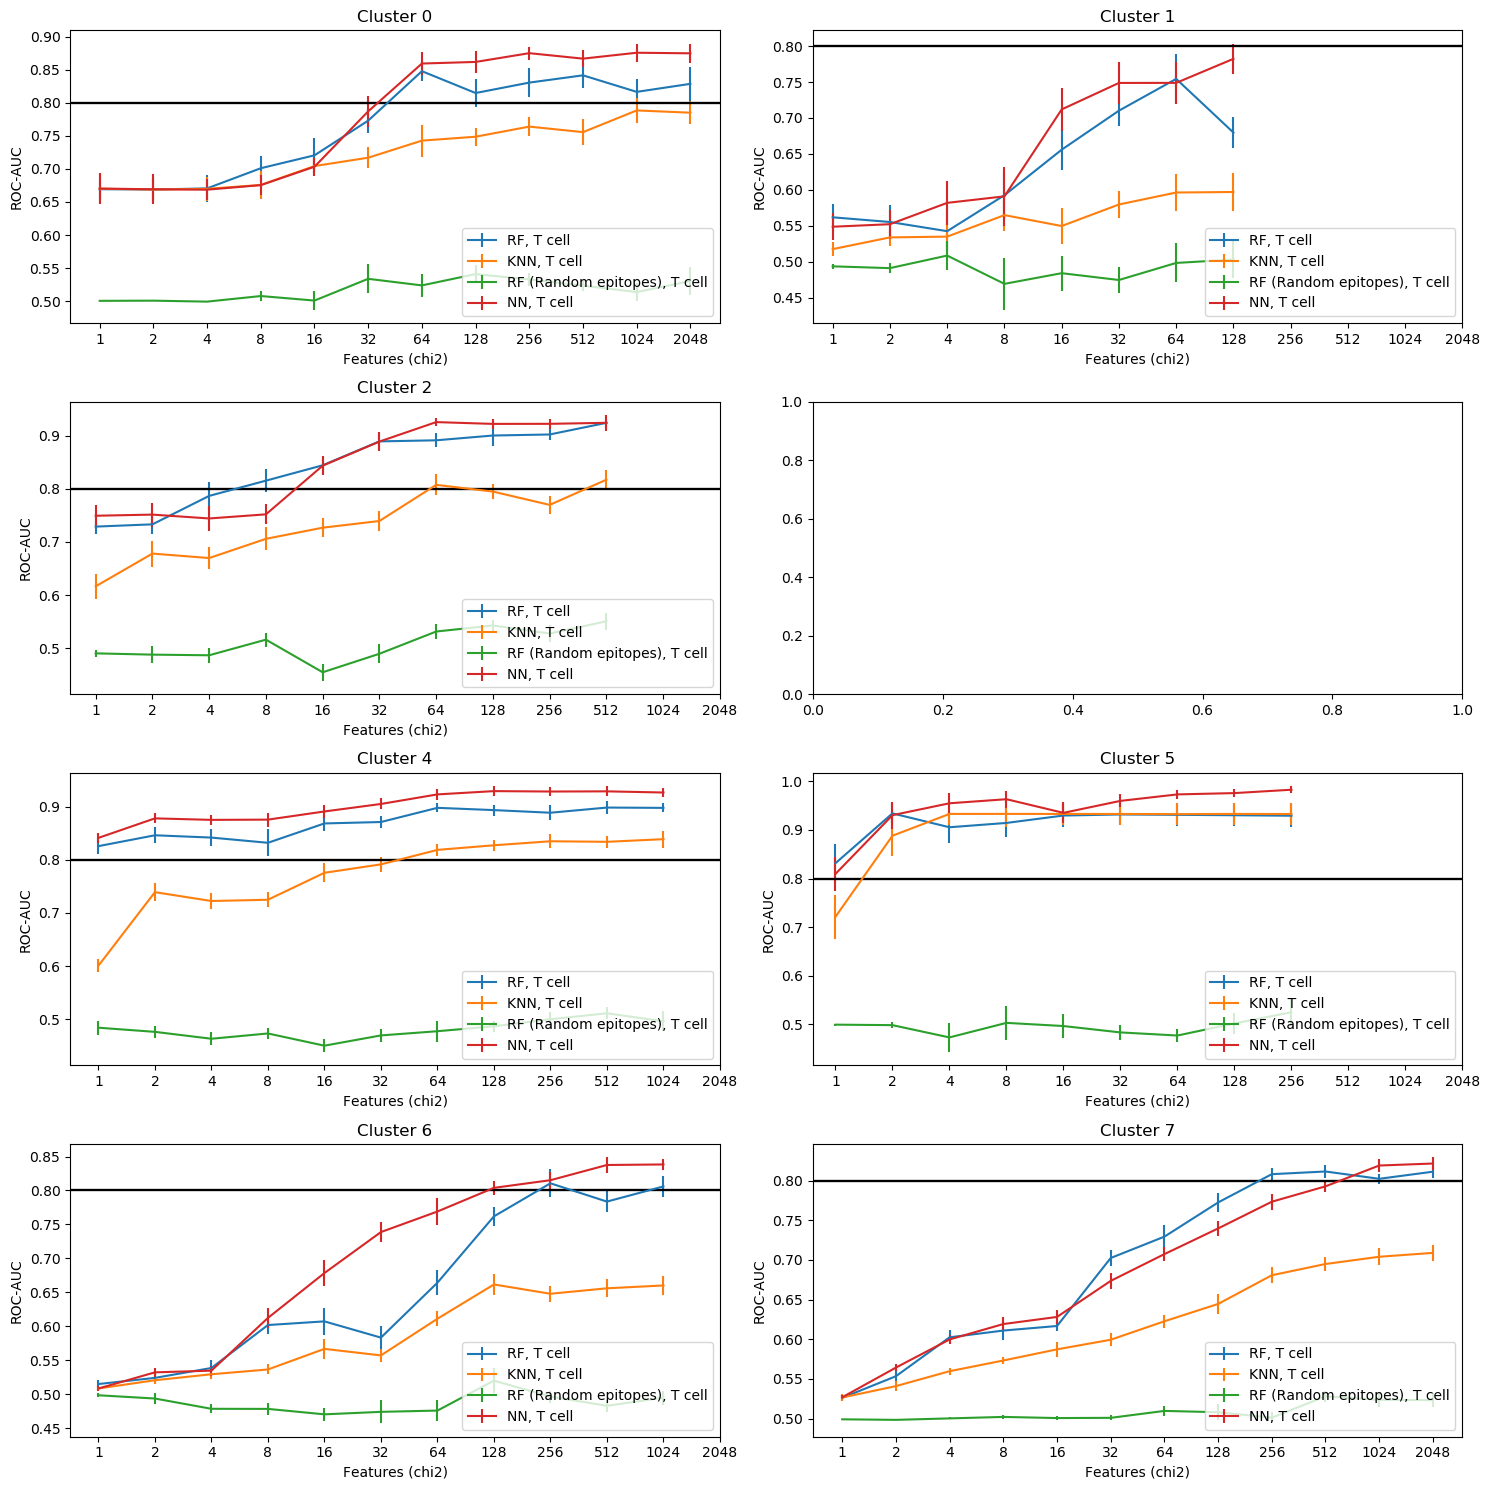 Cluster 0
ROC-AUC
0.90
0.85
0.80
0.75
0.70
0.65
0.60
0.55
0.50
RF, T cell
KNN, T cell
RF (Random epitopes), T cell
NN, T cell
1 2 4 8 16 32 64 128 256 512 1024 2048
Features (chi2)
Cluster 1
ROC-AUC
0.80
0.75
0.70
0.65
0.60
0.55
0.50
0.45
RF, T cell
KNN, T cell
RF (Random epitopes), T cell
NN, T cell
1 2 4 8 16 32 64 128 256 512 1024 2048
Features (chi2)
Cluster 2
ROC-AUC
0.9
0.8
0.7
0.6
0.5
RF, T cell
KNN, T cell
RF (Random epitopes), T cell
NN, T cell
1 2 4 8 16 32 64 128 256 512 1024 2048
Features (chi2)
1.0
0.8
0.6
0.4
0.2
0.0
0.0 0.2 0.4 0.6 0.8 1.0
Cluster 4
ROC-AUC
0.9
0.8
0.7
0.6
0.5
RF, T cell
KNN, T cell
RF (Random epitopes), T cell
NN, T cell
1 2 4 8 16 32 64 128 256 512 1024 2048
Features (chi2)
Cluster 5
ROC-AUC
1.0
0.9
0.8
0.7
0.6
0.5
RF, T cell
KNN, T cell
RF (Random epitopes), T cell
NN, T cell
1 2 4 8 16 32 64 128 256 512 1024 2048
Features (chi2)
Cluster 6
ROC-AUC
0.85
0.80
0.75
0.70
0.65
0.60
0.55
0.50
0.45
RF, T cell
KNN, T cell
RF (Random epitopes), T cell
NN, T cell
1 2 4 8 16 32 64 128 256 512 1024 2048
Features (chi2)
Cluster 7
ROC-AUC
0.80
0.75
0.70
0.65
0.60
0.55
0.50
RF, T cell
KNN, T cell
RF (Random epitopes), T cell
NN, T cell
1 2 4 8 16 32 64 128 256 512 1024 2048
Features (chi2)